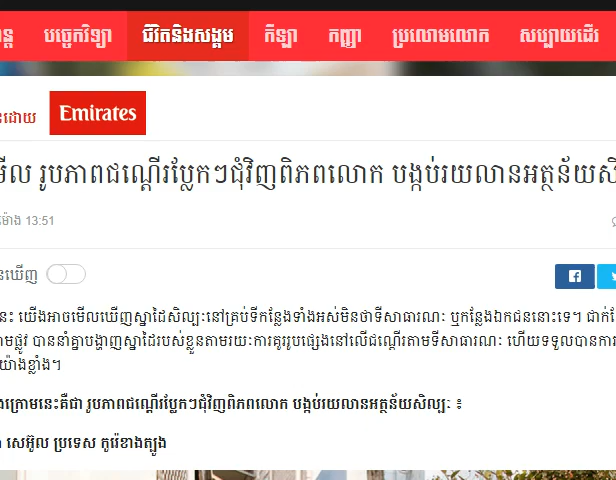 បច្ចេកវិទ្យា ជីវិតនិងសង្គម កីឡា កញ្ញា ប្រលោមលោក សប្បាយដើរ
Emirates
រូបភាពជណ្ដើរប្លែកៗជុំវិញពិភពលោក បង្កប់រយលានអត្ថន័យ
ម៉ោង 13:51
នេះ យើងអាចមើលឃើញស្នាដៃសិល្បៈនៅគ្រប់ទីកន្លែងទាំងអស់មិនថាទីសាធារណៈ ឬកន្លែងឯកជននោះទេ។
ផ្លូវ បាននាំគ្នាបង្ហាញស្នាដៃរបស់ខ្លួនតាមរយៈការគូររូបផ្សេងនៅលើជណ្ដើរតាមទីសាធារណៈ ហើយទទួលបានការ
យ៉ាងខ្លាំង។
ក្រោមនេះគឺជា រូបភាពជណ្ដើរប្លែកៗជុំវិញពិភពលោក បង្កប់រយលានអត្ថន័យសិល្បៈ ៖
សេអ៊ូល ប្រទេស កូរ៉េខាងត្បូង